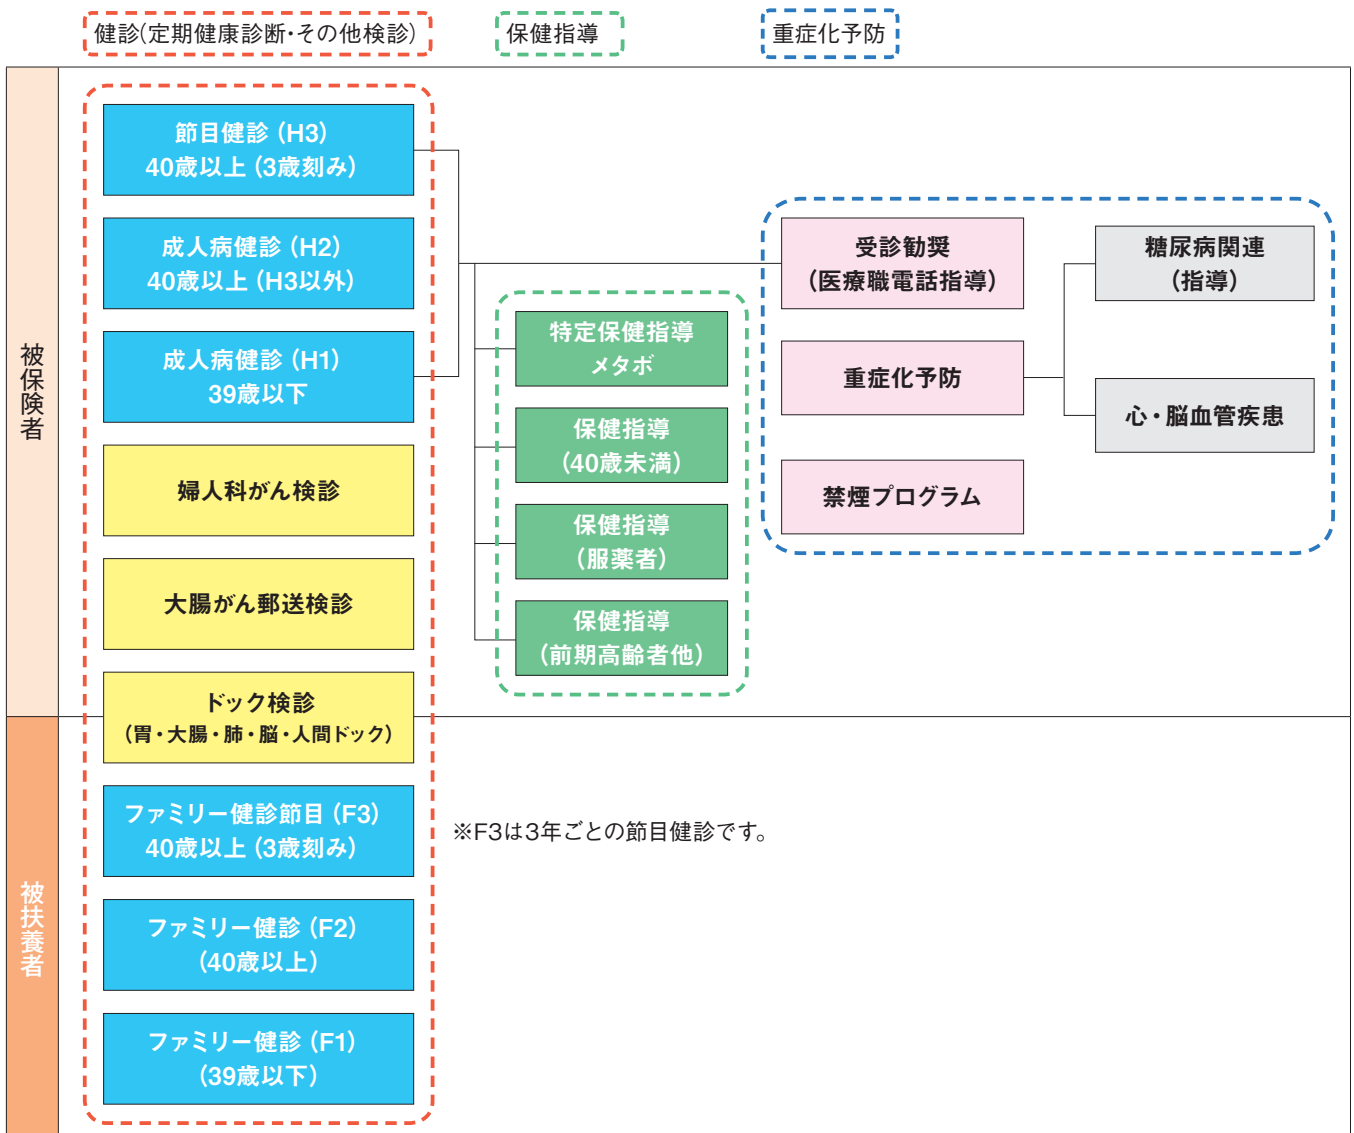 健診(定期健康診断・その他検診)
保健指導
重症化予防
被保険者
節目健診（H3）
40歳以上（3歳刻み）
成人病健診（H2）
40歳以上（H3以外）
成人病健診（H1）
39歳以下
婦人科がん検診
大腸がん郵送検診
ドック検診
（胃・大腸・肺・脳・人間ドック）
特定保健指導
メタボ
保健指導
（40歳未満）
保健指導
（服薬者）
保健指導
（前期高齢者他）
受診勧奨
（医療職電話指導）
重症化予防
禁煙プログラム
糖尿病関連
（指導）
心・脳血管疾患
被扶養者
ファミリー健診節目（F3）
40歳以上（3歳刻み）
※F3は3年ごとの節目健診です。
ファミリー健診（F2）
（40歳以上）
ファミリー健診（F1）
（39歳以下）